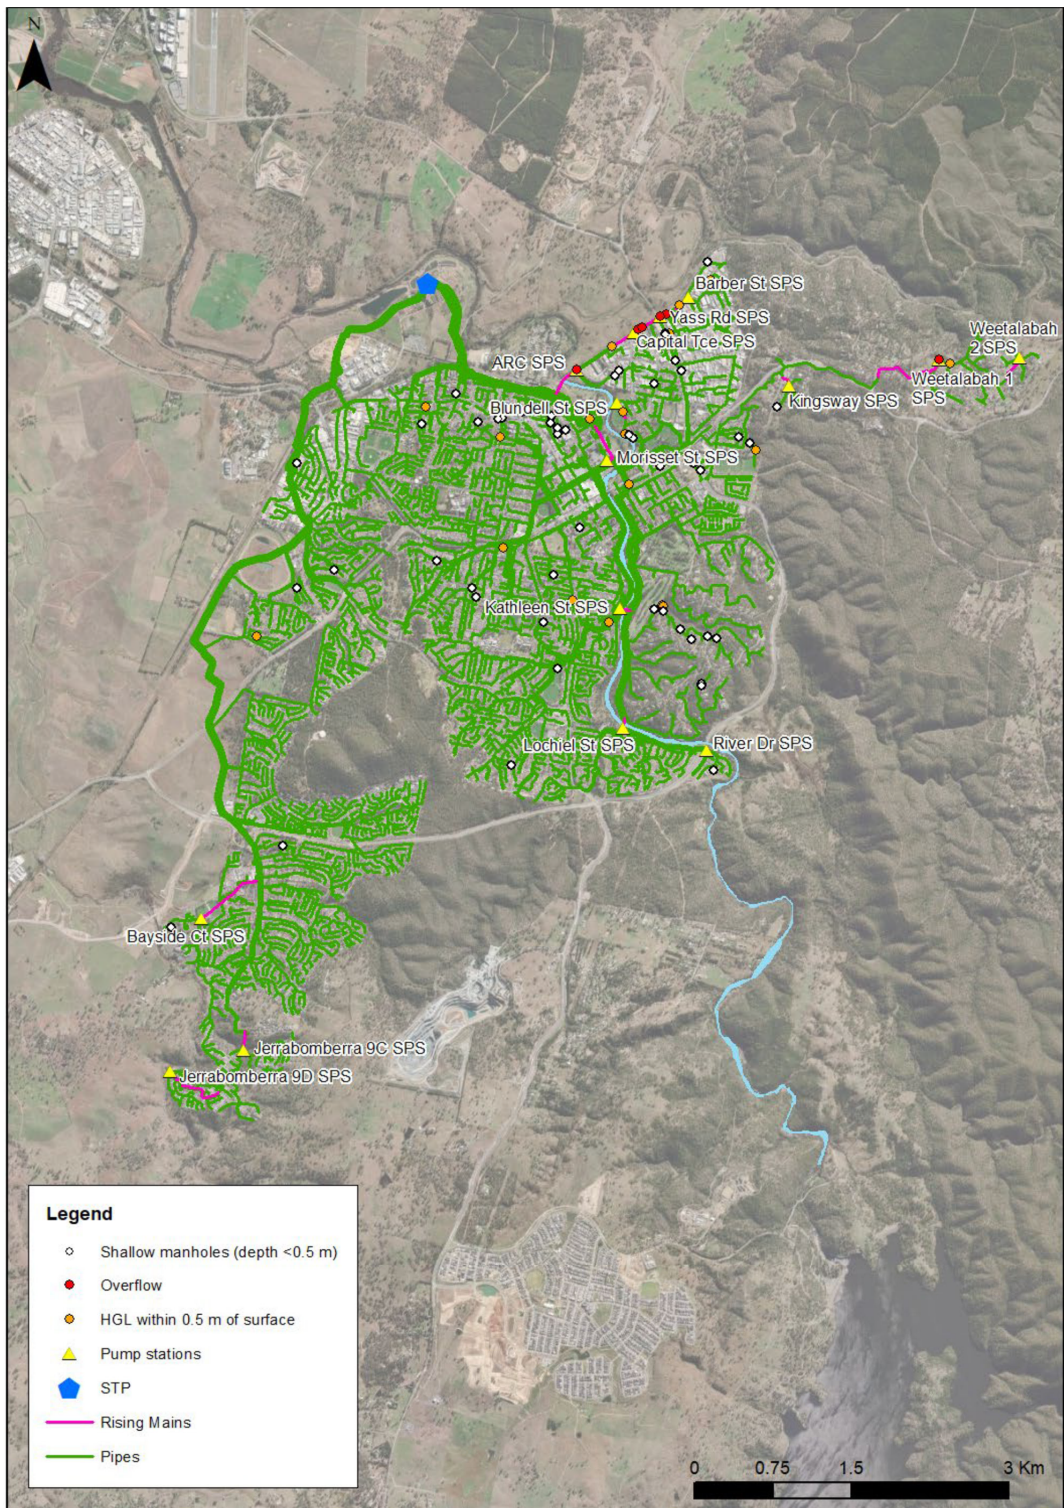 N
Barber St SPS
Yass Rd SPS
Capital Tce SPS
Weetalabah
2 SPS
ARC SPS
Weetalabah 1
SPS
Kingsway SPS
Blundell St SPS
Morisset St SPS
Kathleen St SPS
Lochiel St SPS
River Dr SPS
Bayside Ct SPS
Jerrabomberra 9C SPS
Jerrabomberra 9D SPS
Legend
Shallow manholes (depth <0.5 m)
Overflow
HGL within 0.5 m of surface
Pump stations
STP
Rising Mains
Pipes
0 0.75 1.5 3 Km